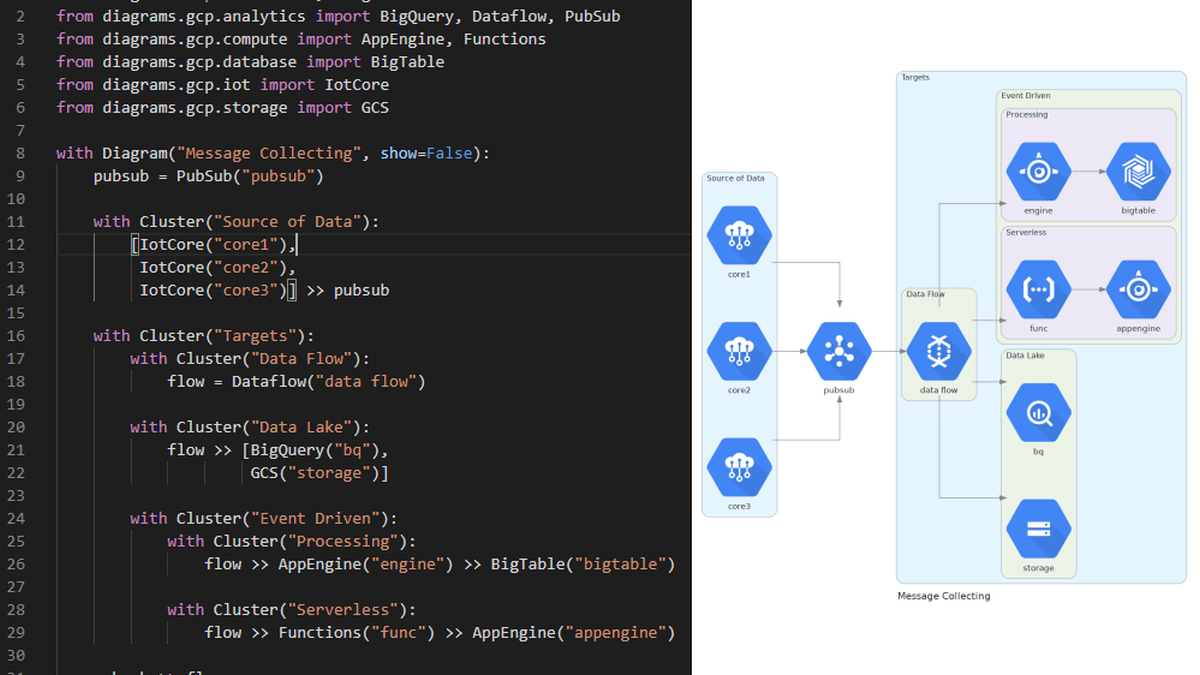 2 from diagrams.gcp.analytics import BigQuery, Dataflow, PubSub
3 from diagrams.gcp.compute import AppEngine, Functions
4 from diagrams.gcp.database import BigTable
5 from diagrams.gcp.iot import IotCore
6 from diagrams.gcp.storage import GCS
7
8 with Diagram("Message Collecting", show=False):
9 pubsub = PubSub("pubsub")
10
11 with Cluster("Source of Data"):
12 [IotCore("core1"),
13 IotCore("core2"),
14 IotCore("core3")] >> pubsub
15
16 with Cluster("Targets"):
17 with Cluster("Data Flow"):
18 flow = Dataflow("data flow")
19
20 with Cluster("Data Lake"):
21 flow >> [BigQuery("bq"),
22 GCS("storage")]
23
24 with Cluster("Event Driven"):
25 with Cluster("Processing"):
26 flow >> AppEngine("engine") >> BigTable("bigtable")
27
28 with Cluster("Serverless"):
29 flow >> Functions("func") >> AppEngine("appengine")
30
Targets
Event Driven
Processing
engine
bigtable
Serverless
func
appengine
Source of Data
core1
core2
core3
pubsub
Data Flow
data flow
Data Lake
bq
storage
Message Collecting